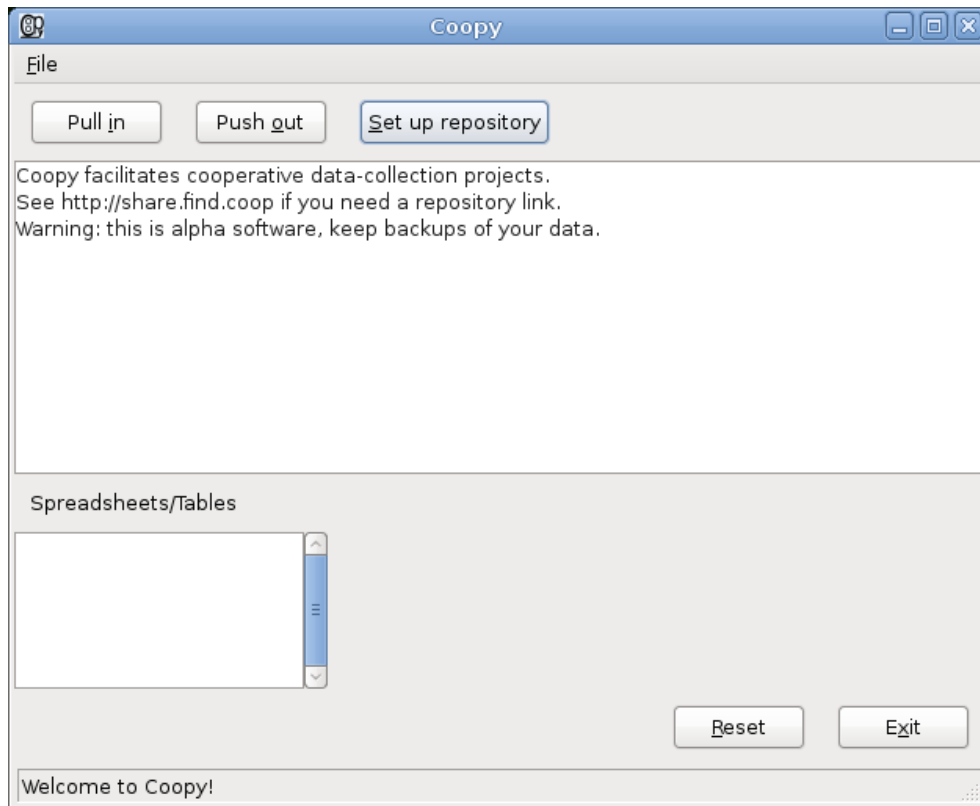 Coopy
File
Pull in
Push out
Set up repository
Coopy facilitates cooperative data-collection projects.
See http://share.find.coop if you need a repository link.
Warning: this is alpha software, keep backups of your data.
Spreadsheets/Tables
Reset
Exit
Welcome to Coopy!